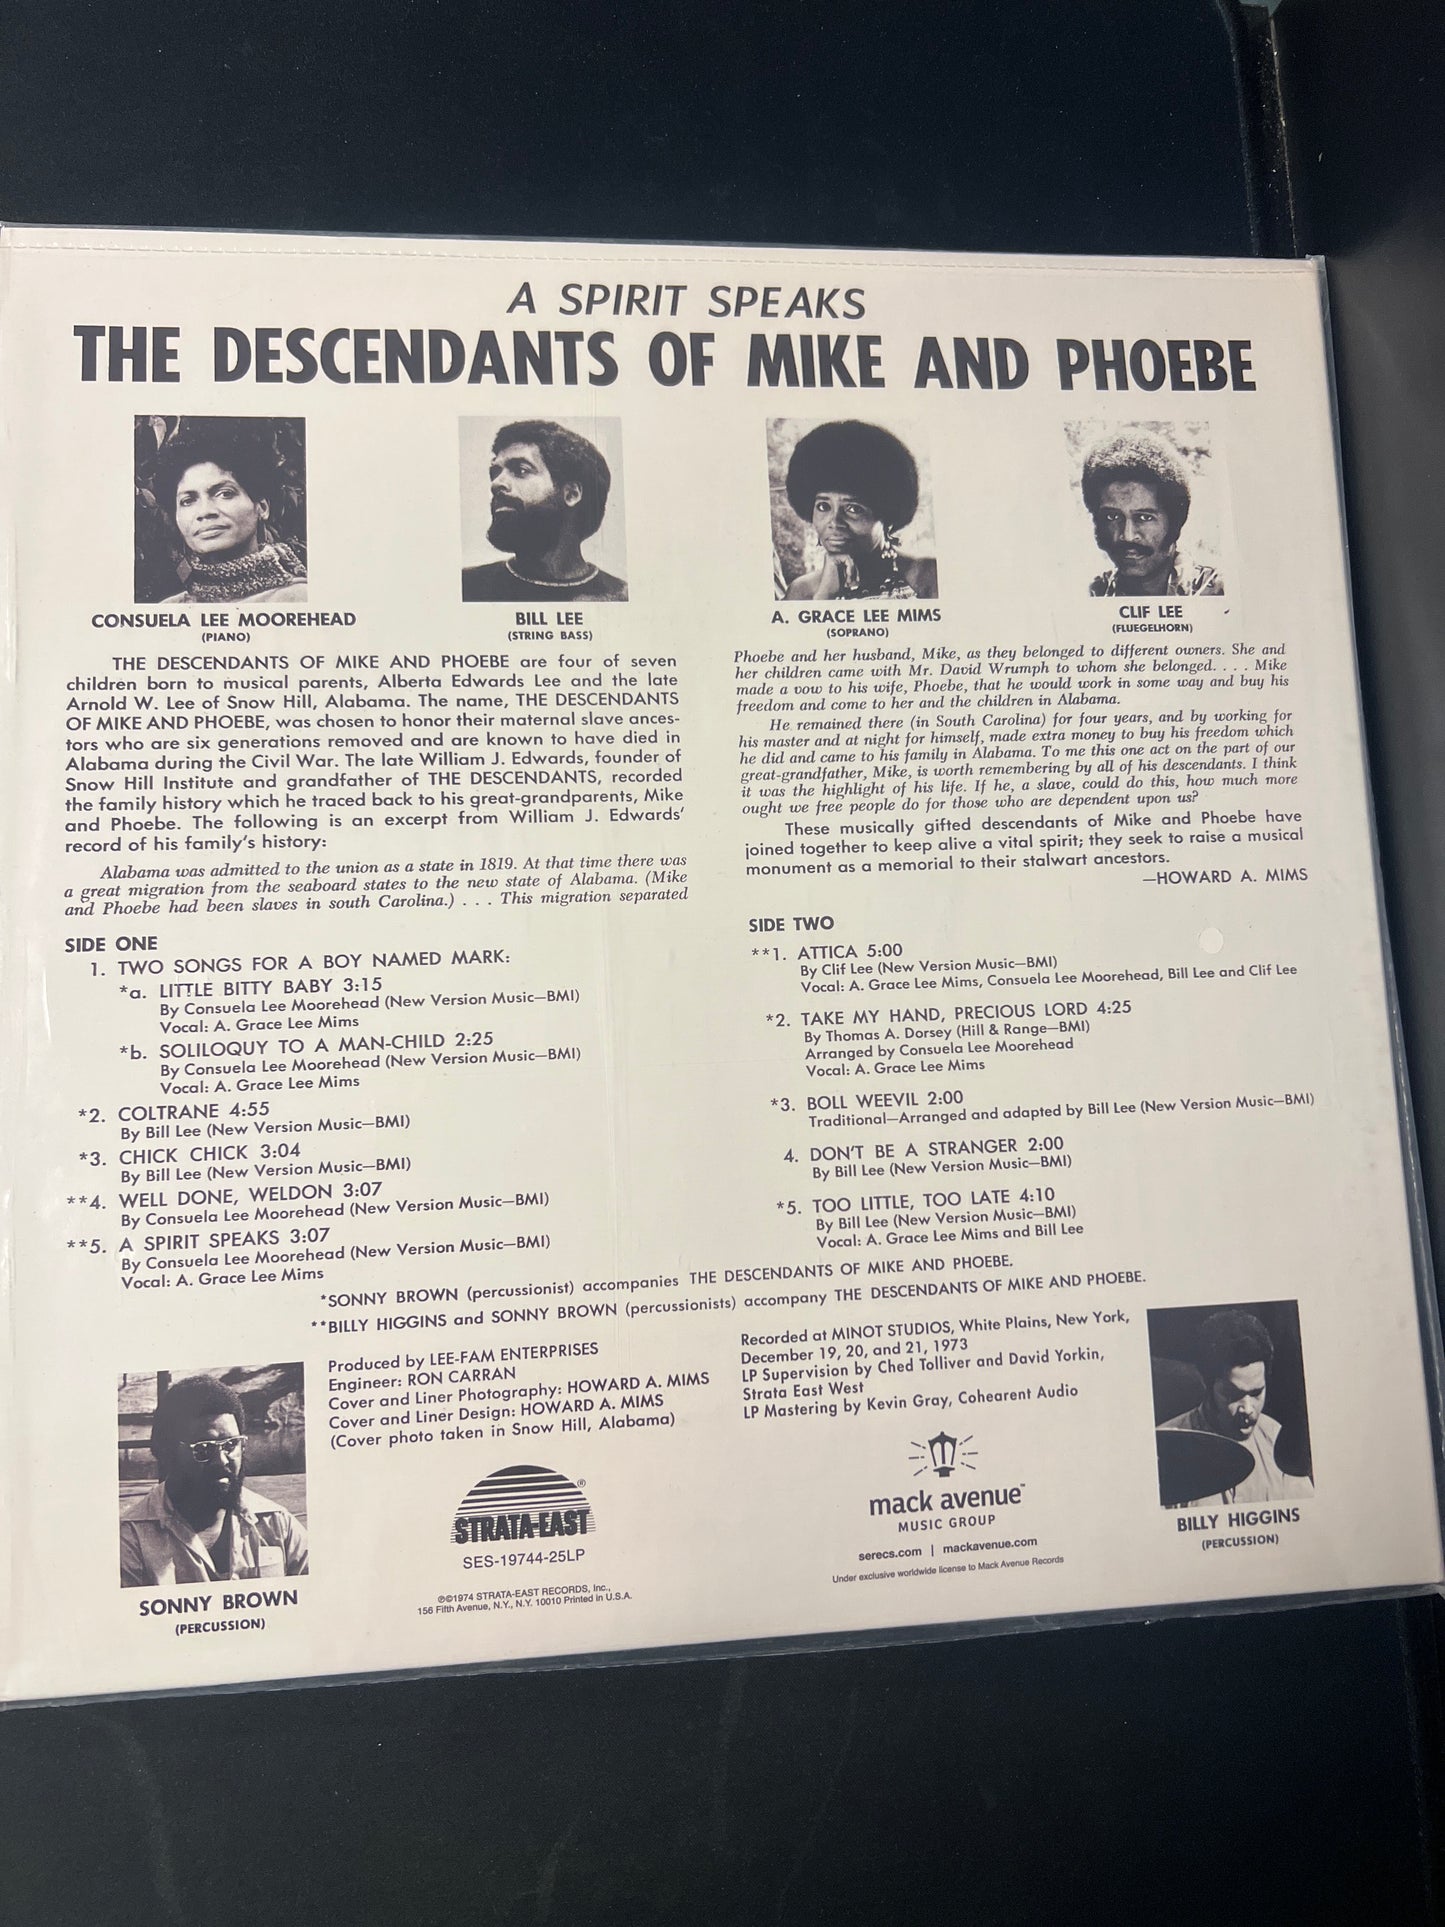 A SPIRIT SPEAKS
THE DESCENDANTS OF MIKE AND PHOEBE
CONSUELA LEE MOOREHEAD
(PIANO)
BILL LEE
(STRING BASS)
A. GRACE LEE MIMS
(SOPRANO)
CLIF LEE
(FLUEGELHORN)
THE DESCENDANTS OF MIKE AND PHOEBE are four of seven
children born to musical parents, Alberta Edwards Lee and the late
Arnold W. Lee of Snow Hill, Alabama. The name, THE DESCENDANTS
OF MIKE AND PHOEBE, was chosen to honor their maternal slave ances-
tors who are six generations removed and are known to have died in
Alabama during the Civil War. The late William J. Edwards, founder of
Snow Hill Institute and grandfather of THE DESCENDANTS, recorded
the family history which he traced back to his great-grandparents, Mike
and Phoebe. The following is an excerpt from William J. Edwards'
record of his family's history:
Alabama was admitted to the union as a state in 1819. At that time there was
a great migration from the seaboard states to the new state of Alabama. (Mike
and Phoebe had been slaves in south Carolina.) . . . This migration separated
Phoebe and her husband, Mike, as they belonged to different owners. She and
her children came with Mr. David Wrumph to whom she belonged. . . . Mike
made a vow to his wife, Phoebe, that he would work in some way and buy his
freedom and come to her and the children in Alabama.
He remained there (in South Carolina) for four years, and by working for
his master and at night for himself, made extra money to buy his freedom which
he did and came to his family in Alabama. To me this one act on the part of our
great-grandfather, Mike, is worth remembering by all of his descendants. I think
it was the highlight of his life. If he, a slave, could do this, how much more
ought we free people do for those who are dependent upon us?
These musically gifted descendants of Mike and Phoebe have
joined together to keep alive a vital spirit; they seek to raise a musical
monument as a memorial to their stalwart ancestors.
—HOWARD A. MIMS
SIDE ONE
1. TWO SONGS FOR A BOY NAMED MARK:
*a. LITTLE BITTY BABY 3:15
By Consuela Lee Moorehead (New Version Music—BMI)
Vocal: A. Grace Lee Mims
*b. SOLILOQUY TO A MAN-CHILD 2:25
By Consuela Lee Moorehead (New Version Music—BMI)
Vocal: A. Grace Lee Mims
*2. COLTRANE 4:55
By Bill Lee (New Version Music—BMI)
*3. CHICK CHICK 3:04
By Bill Lee (New Version Music—BMI)
**4. WELL DONE, WELDON 3:07
By Consuela Lee Moorehead (New Version Music—BMI)
**5. A SPIRIT SPEAKS 3:07
By Consuela Lee Moorehead (New Version Music—BMI)
Vocal: A. Grace Lee Mims
SIDE TWO
**1. ATTICA 5:00
By Clif Lee (New Version Music—BMI)
Vocal: A. Grace Lee Mims, Consuela Lee Moorehead, Bill Lee and Clif Lee
*2. TAKE MY HAND, PRECIOUS LORD 4:25
By Thomas A. Dorsey (Hill & Range—BMI)
Arranged by Consuela Lee Moorehead
Vocal: A. Grace Lee Mims
*3. BOLL WEEVIL 2:00
Traditional—Arranged and adapted by Bill Lee (New Version Music—BMI)
4. DON'T BE A STRANGER 2:00
By Bill Lee (New Version Music—BMI)
*5. TOO LITTLE, TOO LATE 4:10
By Bill Lee (New Version Music—BMI)
Vocal: A. Grace Lee Mims and Bill Lee
*SONNY BROWN (percussionist) accompanies THE DESCENDANTS OF MIKE AND PHOEBE.
**BILLY HIGGINS and SONNY BROWN (percussionists) accompany THE DESCENDANTS OF MIKE AND PHOEBE.
Produced by LEE-FAM ENTERPRISES
Engineer: RON CARRAN
Cover and Liner Photography: HOWARD A. MIMS
Cover and Liner Design: HOWARD A. MIMS
(Cover photo taken in Snow Hill, Alabama)
Recorded at MINOT STUDIOS, White Plains, New York,
December 19, 20, and 21, 1973
LP Supervision by Ched Tolliver and David Yorkin,
Strata East West
LP Mastering by Kevin Gray, Cohearent Audio
SONNY BROWN
(PERCUSSION)
STRATA-EAST®
SES-19744-25LP
℗©1974 STRATA-EAST RECORDS, Inc.,
156 Fifth Avenue, N.Y., N.Y. 10010 Printed in U.S.A.
mack avenue™
MUSIC GROUP
serecs.com | mackavenue.com
Under exclusive worldwide license to Mack Avenue Records
BILLY HIGGINS
(PERCUSSION)